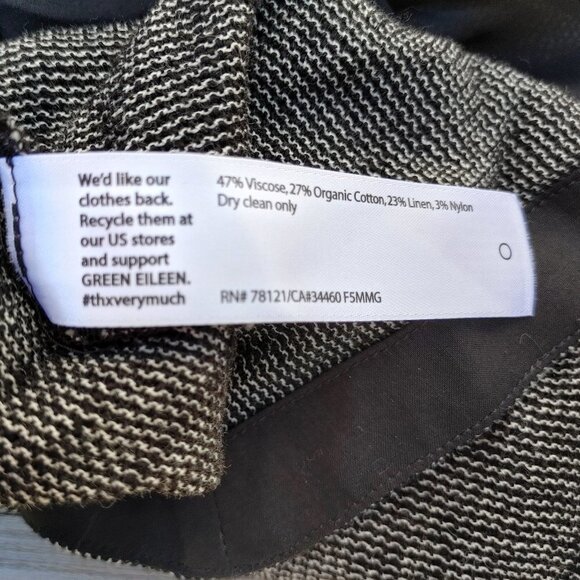 We'd like our
clothes back.
Recycle them at
our US stores
and support
GREEN EILEEN.
#thxverymuch
47% Viscose,27% Organic Cotton,23% Linen,3% Nylon
Dry clean only
RN# 78121/CA#34460 F5MMG